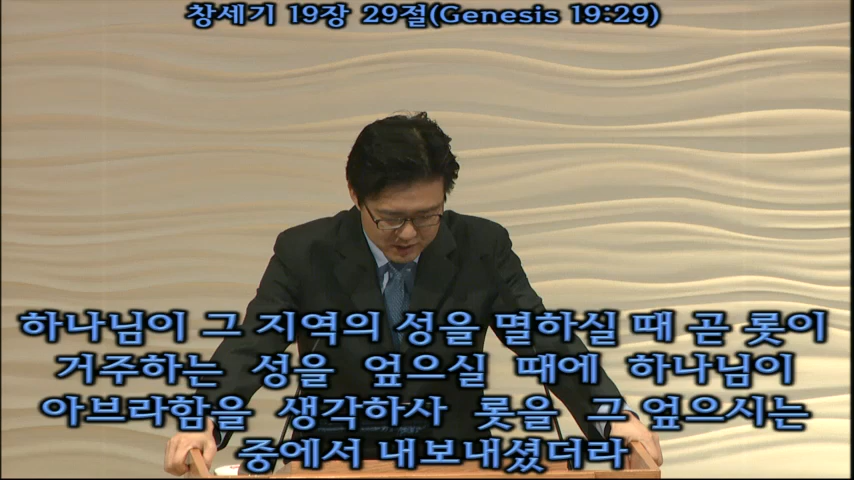 창세기 19장 29절(Genesis 19:29)
하나님이 그 지역의 성을 멸하실 때 곧 롯이
거주하는 성을 엎으실 때에 하나님이
아브라함을 생각하사 롯을 그 엎으시는
중에서 내보내셨더라